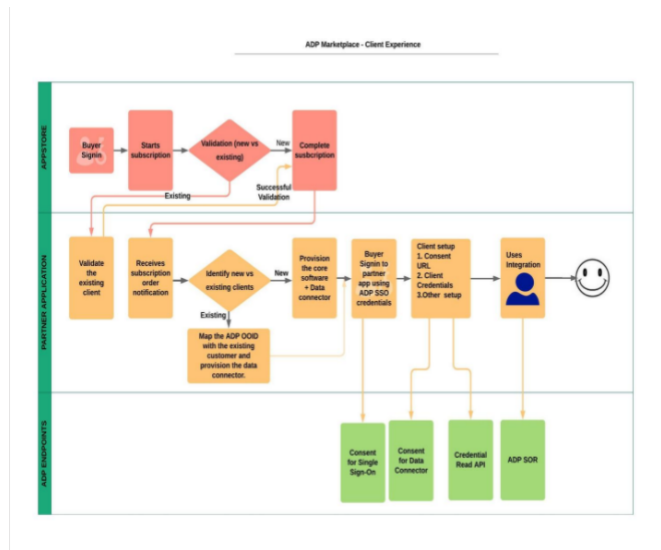 ADP Marketplace - Client Experience
APPSTORE
Buyer
Signin
Starts
subscription
Validation (new vs
existing)
New
Complete
susbcription
Existing
Successful
Validation
PARTNER APPLICATION
Validate
the
existing
client
Receives
subscription
order
notification
Identify new vs
existing clients
New
Existing
Map the ADP OOID
with the existing
customer and
provision the data
connector.
Provision
the core
software
+ Data
connector
Buyer
Signin to
partner
app using
ADP SSO
credentials
Client setup
1. Consent
URL
2. Client
Credentials
3.Other setup
Uses
Integration
ADP ENDPOINTS
Consent
for Single
Sign-On
Consent
for Data
Connector
Credential
Read API
ADP SOR